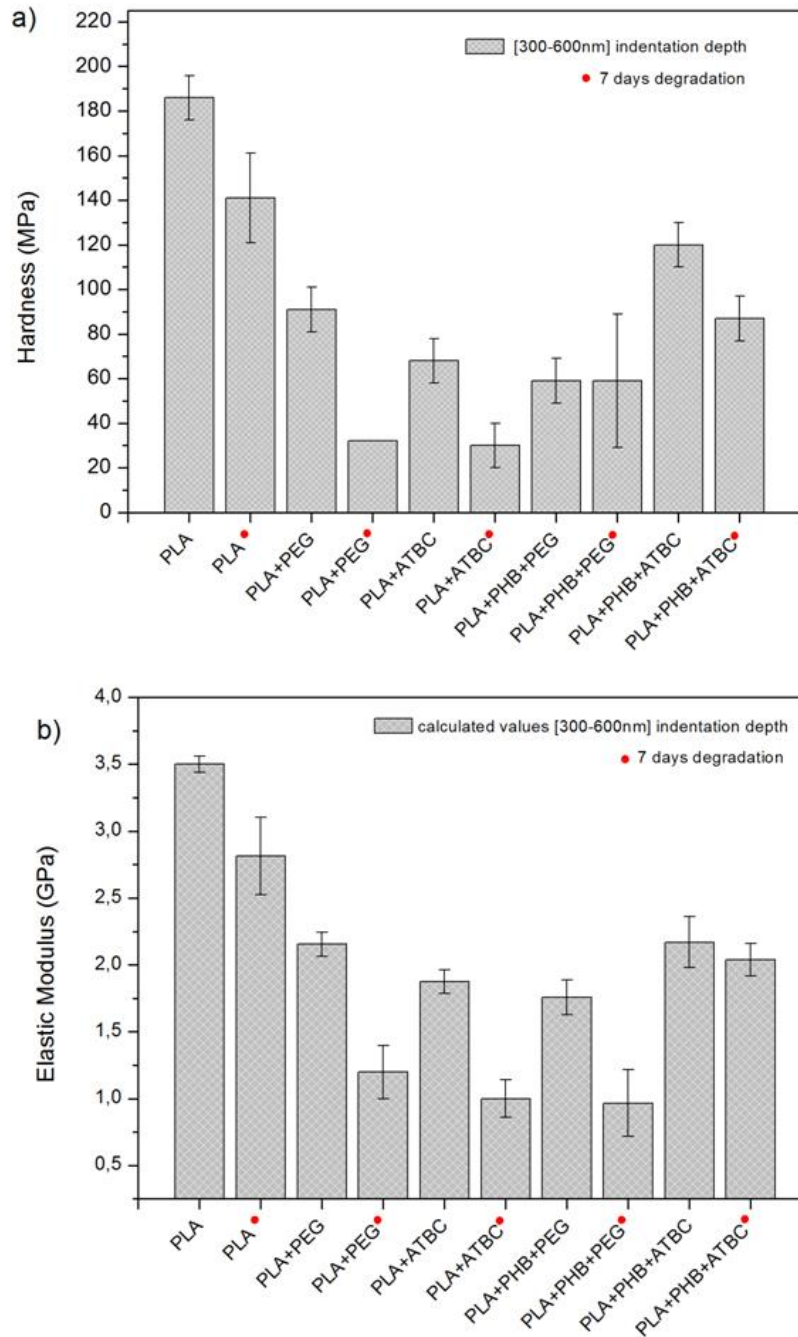 a)
[300-600nm] indentation depth
7 days degradation
Hardness (MPa)
220
200
180
160
140
120
100
80
60
40
20
0
PLA
PLA
PLA+PEG
PLA+PEG
PLA+ATBC
PLA+ATBC
PLA+PHB+PEG
PLA+PHB+PEG
PLA+PHB+ATBC
PLA+PHB+ATBC
b)
calculated values [300-600nm] indentation depth
7 days degradation
Elastic Modulus (GPa)
4,0
3,5
3,0
2,5
2,0
1,5
1,0
0,5
PLA
PLA
PLA+PEG
PLA+PEG
PLA+ATBC
PLA+ATBC
PLA+PHB+PEG
PLA+PHB+PEG
PLA+PHB+ATBC
PLA+PHB+ATBC